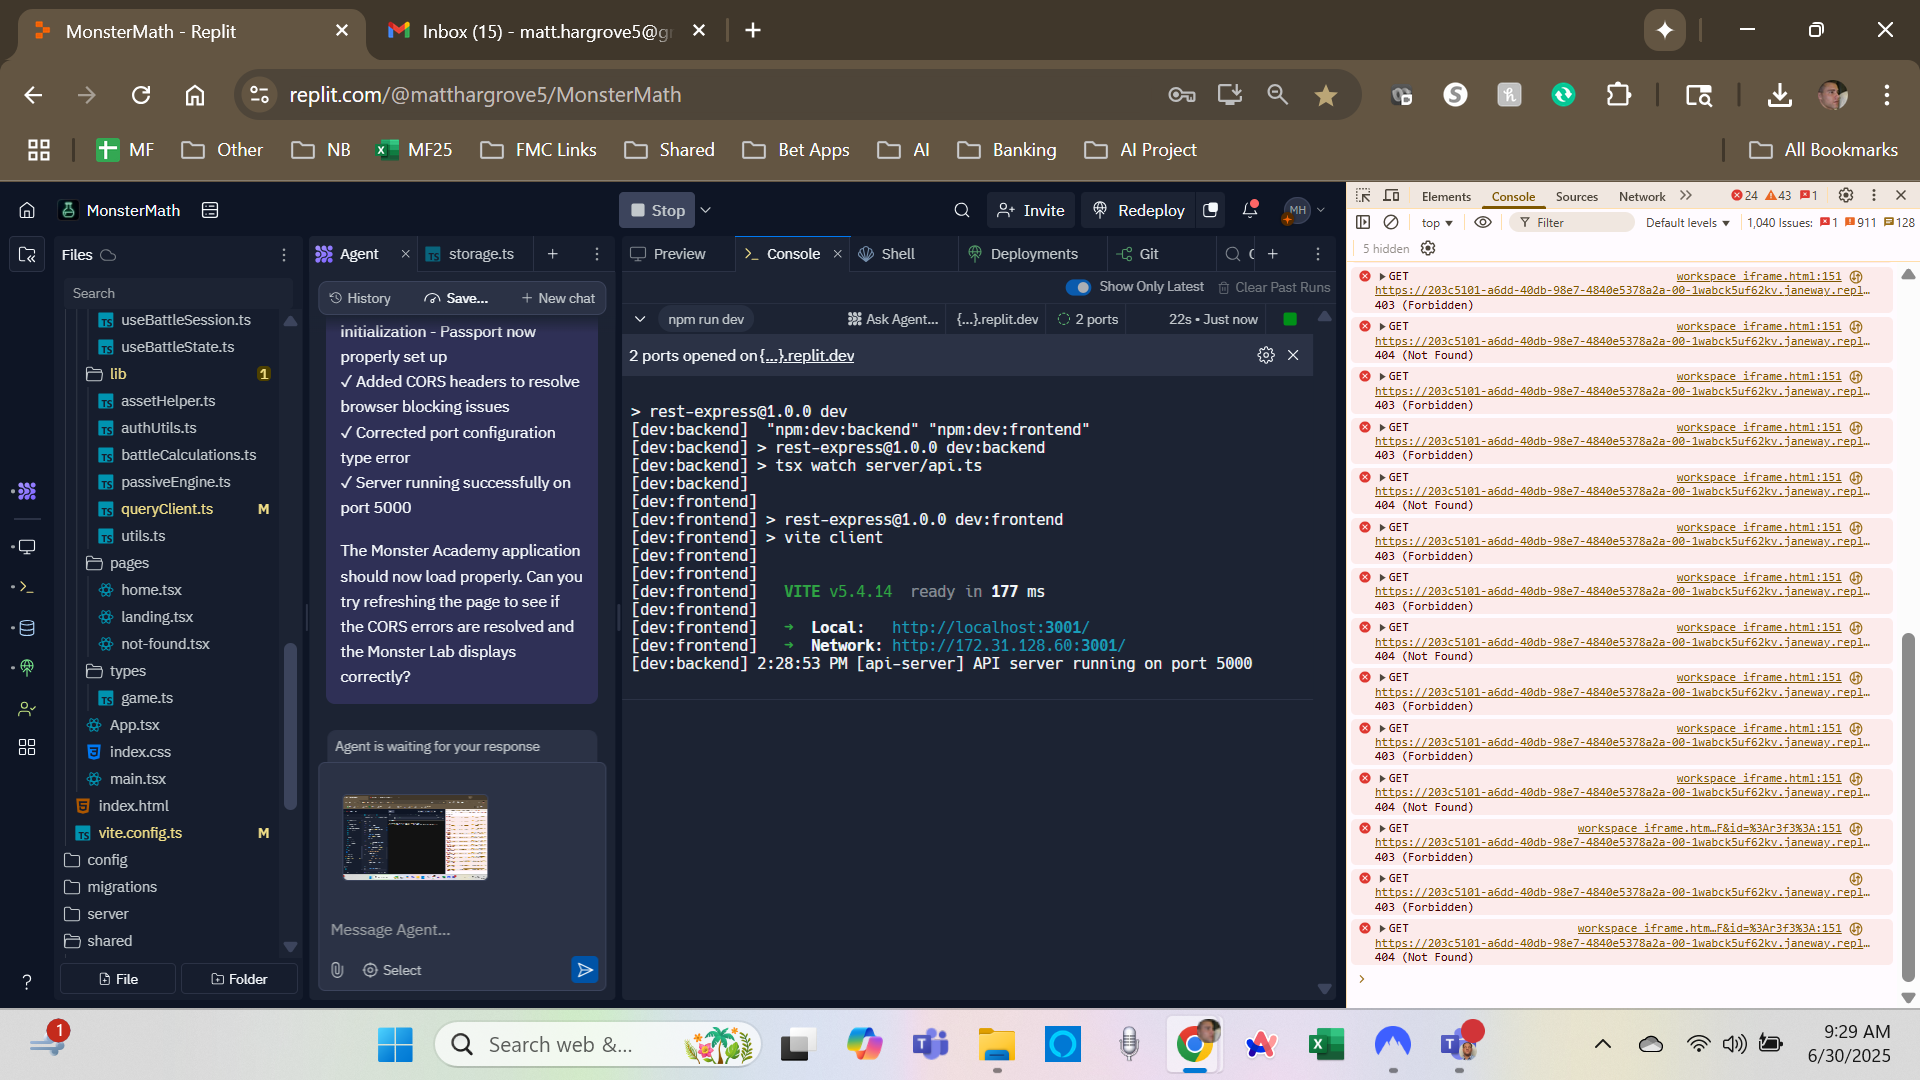 MonsterMath - Replit
Inbox (15) - matt.hargrove5@g
replit.com/@matthargrove5/MonsterMath
MF
Other
NB
MF25
FMC Links
Shared
Bet Apps
AI
Banking
AI Project
All Bookmarks
MonsterMath
Stop
Invite
Redeploy
MH
Files
Search
useBattleSession.ts
useBattleState.ts
lib
1
assetHelper.ts
authUtils.ts
battleCalculations.ts
passiveEngine.ts
queryClient.ts
M
utils.ts
pages
home.tsx
landing.tsx
not-found.tsx
types
game.ts
App.tsx
index.css
main.tsx
index.html
vite.config.ts
M
config
migrations
server
shared
File
Folder
Agent
storage.ts
History
Save...
New chat
initialization - Passport now
properly set up
✓ Added CORS headers to resolve
browser blocking issues
✓ Corrected port configuration
type error
✓ Server running successfully on
port 5000
The Monster Academy application
should now load properly. Can you
try refreshing the page to see if
the CORS errors are resolved and
the Monster Lab displays
correctly?
Agent is waiting for your response
Message Agent...
Select
Preview
Console
Shell
Deployments
Git
Show Only Latest
Clear Past Runs
npm run dev
Ask Agent...
{...}.replit.dev
2 ports
22s • Just now
2 ports opened on {...}.replit.dev
> rest-express@1.0.0 dev
[dev:backend]  "npm:dev:backend" "npm:dev:frontend"
[dev:backend] > rest-express@1.0.0 dev:backend
[dev:backend] > tsx watch server/api.ts
[dev:backend]
[dev:frontend]
[dev:frontend] > rest-express@1.0.0 dev:frontend
[dev:frontend] > vite client
[dev:frontend]
[dev:frontend]
[dev:frontend]   VITE v5.4.14  ready in 177 ms
[dev:frontend]
[dev:frontend]   ➜  Local:   http://localhost:3001/
[dev:frontend]   ➜  Network: http://172.31.128.60:3001/
[dev:backend] 2:28:53 PM [api-server] API server running on port 5000
Elements
Console
Sources
Network
24
43
1
top
Filter
Default levels
1,040 Issues:
1
911
128
5 hidden
GET workspace_iframe.html:151
https://203c5101-a6dd-40db-98e7-4840e5378a2a-00-1wabck5uf62kv.janeway.repl…
403 (Forbidden)
GET workspace_iframe.html:151
https://203c5101-a6dd-40db-98e7-4840e5378a2a-00-1wabck5uf62kv.janeway.repl…
404 (Not Found)
GET workspace_iframe.html:151
https://203c5101-a6dd-40db-98e7-4840e5378a2a-00-1wabck5uf62kv.janeway.repl…
403 (Forbidden)
GET workspace_iframe.html:151
https://203c5101-a6dd-40db-98e7-4840e5378a2a-00-1wabck5uf62kv.janeway.repl…
403 (Forbidden)
GET workspace_iframe.html:151
https://203c5101-a6dd-40db-98e7-4840e5378a2a-00-1wabck5uf62kv.janeway.repl…
404 (Not Found)
GET workspace_iframe.html:151
https://203c5101-a6dd-40db-98e7-4840e5378a2a-00-1wabck5uf62kv.janeway.repl…
403 (Forbidden)
GET workspace_iframe.html:151
https://203c5101-a6dd-40db-98e7-4840e5378a2a-00-1wabck5uf62kv.janeway.repl…
403 (Forbidden)
GET workspace_iframe.html:151
https://203c5101-a6dd-40db-98e7-4840e5378a2a-00-1wabck5uf62kv.janeway.repl…
404 (Not Found)
GET workspace_iframe.html:151
https://203c5101-a6dd-40db-98e7-4840e5378a2a-00-1wabck5uf62kv.janeway.repl…
403 (Forbidden)
GET workspace_iframe.html:151
https://203c5101-a6dd-40db-98e7-4840e5378a2a-00-1wabck5uf62kv.janeway.repl…
403 (Forbidden)
GET workspace_iframe.html:151
https://203c5101-a6dd-40db-98e7-4840e5378a2a-00-1wabck5uf62kv.janeway.repl…
404 (Not Found)
GET workspace_iframe.htm…F&id=%3Ar3f3%3A:151
https://203c5101-a6dd-40db-98e7-4840e5378a2a-00-1wabck5uf62kv.janeway.repl…
403 (Forbidden)
GET
https://203c5101-a6dd-40db-98e7-4840e5378a2a-00-1wabck5uf62kv.janeway.repl…
403 (Forbidden)
GET workspace_iframe.htm…F&id=%3Ar3f3%3A:151
https://203c5101-a6dd-40db-98e7-4840e5378a2a-00-1wabck5uf62kv.janeway.repl…
404 (Not Found)
1
Search web &...
9:29 AM
6/30/2025